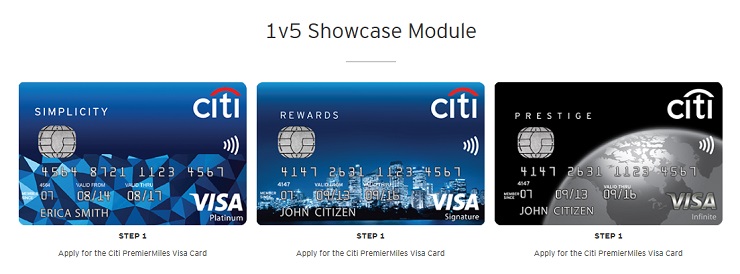 1v5 Showcase Module
SIMPLICITY
citi
4564 8721 1123 4567
4564
VALID FROM
VALID THRU
MEMBER SINCE
07
08/14
08/17
ERICA SMITH
VISA
Platinum
REWARDS
citi
4147 2631 1123 4567
4147
VALID FROM
VALID THRU
MEMBER SINCE
07
09/13
09/16
JOHN CITIZEN
VISA
Signature
PRESTIGE
citi
4147 2631 1123 4567
4147
VALID FROM
VALID THRU
MEMBER SINCE
07
09/13
09/16
JOHN CITIZEN
VISA
Infinite
STEP 1
Apply for the Citi PremierMiles Visa Card
STEP 1
Apply for the Citi PremierMiles Visa Card
STEP 1
Apply for the Citi PremierMiles Visa Card